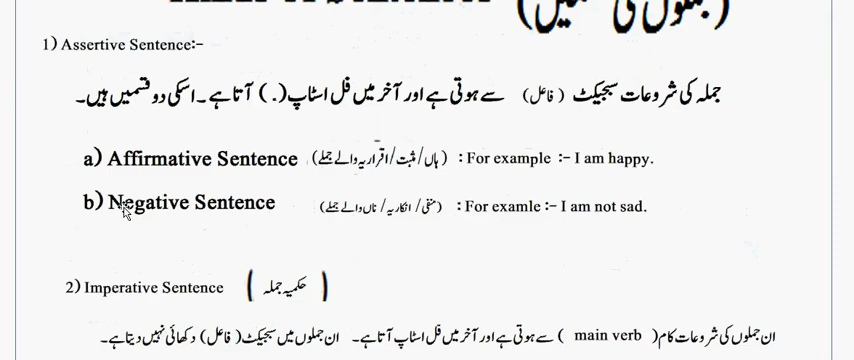 (جملوں کی قسمیں)
1) Assertive Sentence:-
جملہ کی شروعات سبجیکٹ ( فاعل ) سے ہوتی ہے اور آخر میں فل اسٹاپ( . ) آتا ہے ۔ اسکی دو قسمیں ہیں۔
a) Affirmative Sentence (ہاں / مثبت / اقراریہ والے جملے) : For example :- I am happy.
b) Negative Sentence (منفی / انکاریہ / ناں والے جملے) : For examle :- I am not sad.
2) Imperative Sentence ( حکمیہ جملہ )
ان جملوں کی شروعات کام( main verb ) سے ہوتی ہے اور آخر میں فل اسٹاپ آتا ہے۔ ان جملوں میں سبجیکٹ( فاعل ) دکھائی نہیں دیتا ہے۔